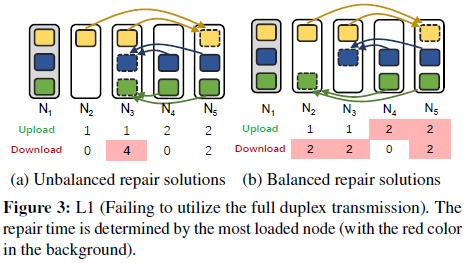 N1 N2 N3 N4 N5
Upload 1 1 2 2
Download 0 4 0 2
(a) Unbalanced repair solutions
N1 N2 N3 N4 N5
Upload 1 1 2 2
Download 2 2 0 2
(b) Balanced repair solutions
Figure 3: L1 (Failing to utilize the full duplex transmission). The
repair time is determined by the most loaded node (with the red color
in the background).